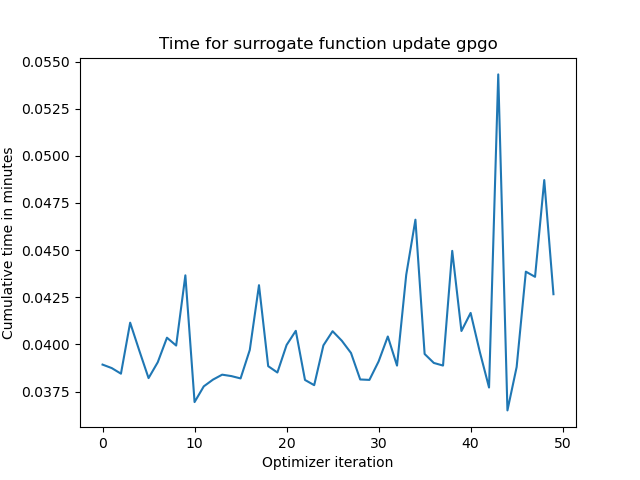 Time for surrogate function update gpgo
Cumulative time in minutes
0.0550
0.0525
0.0500
0.0475
0.0450
0.0425
0.0400
0.0375
0 10 20 30 40 50
Optimizer iteration